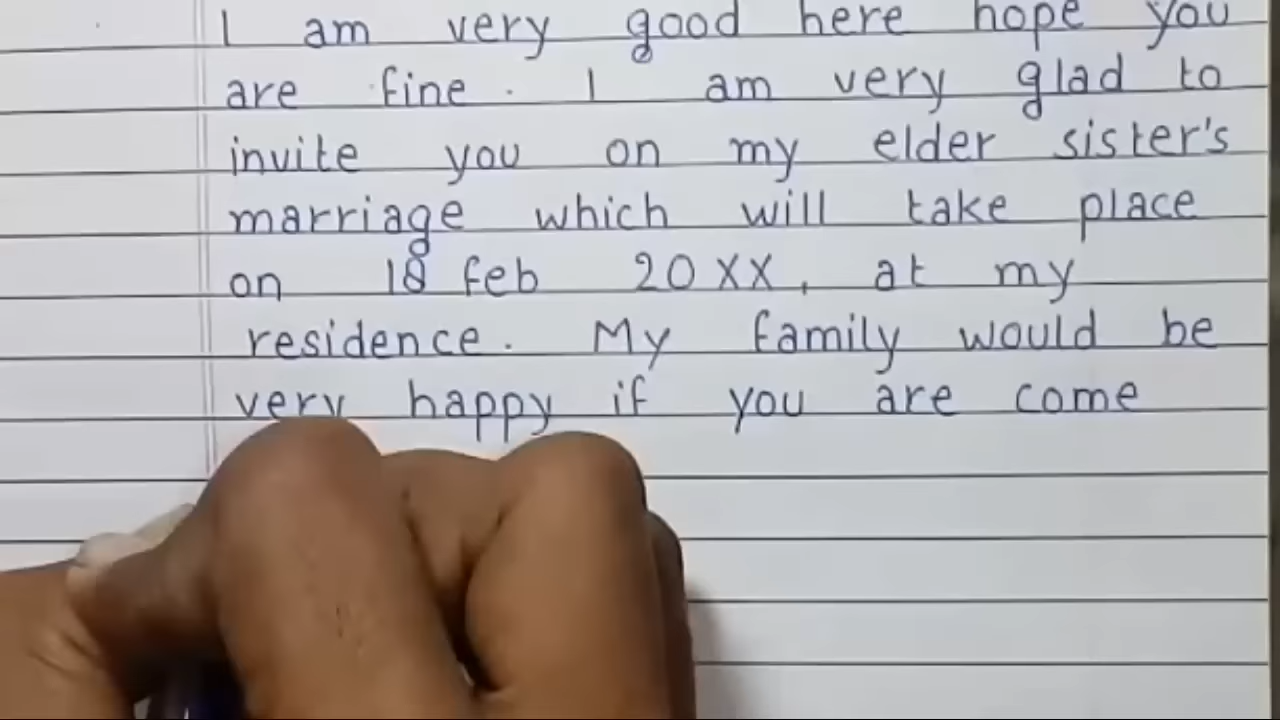 I am very good here hope you
are fine. I am very glad to
invite you on my elder sister's
marriage which will take place
on 18 feb 20XX, at my
residence. My family would be
very happy if you are come